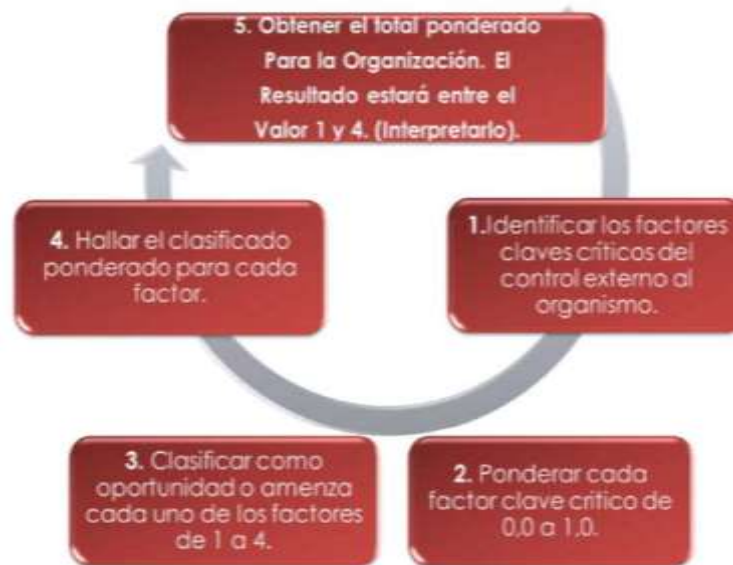 5. Obtener el total ponderado
Para la Organización. El
Resultado estará entre el
Valor 1 y 4. (Interpretarlo).
4. Hallar el clasificado
ponderado para cada
factor.
1.Identificar los factores
claves críticos del
control externo al
organismo.
3. Clasificar como
oportunidad o amenza
cada uno de los factores
de 1 a 4.
2. Ponderar cada
factor clave crítico de
0,0 a 1,0.